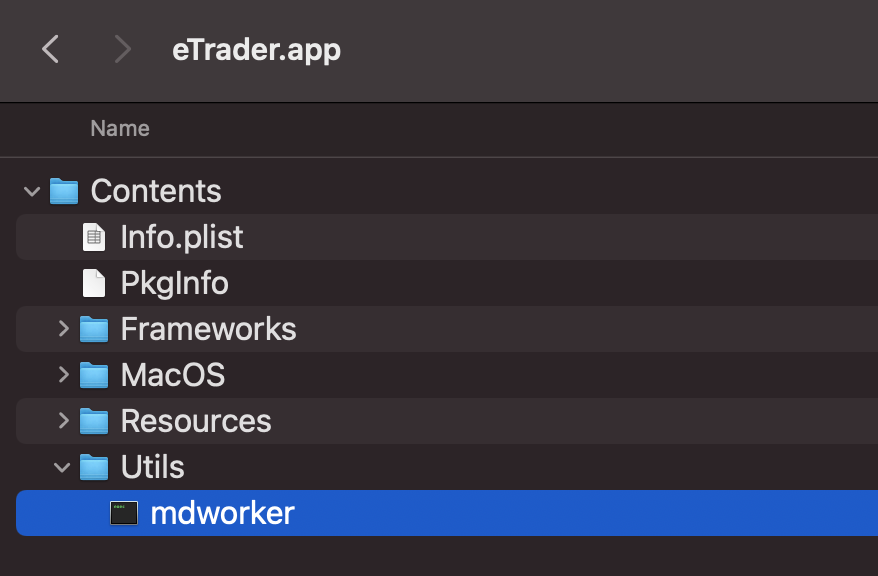 eTrader.app
Name
Contents
Info.plist
PkgInfo
Frameworks
MacOS
Resources
Utils
mdworker